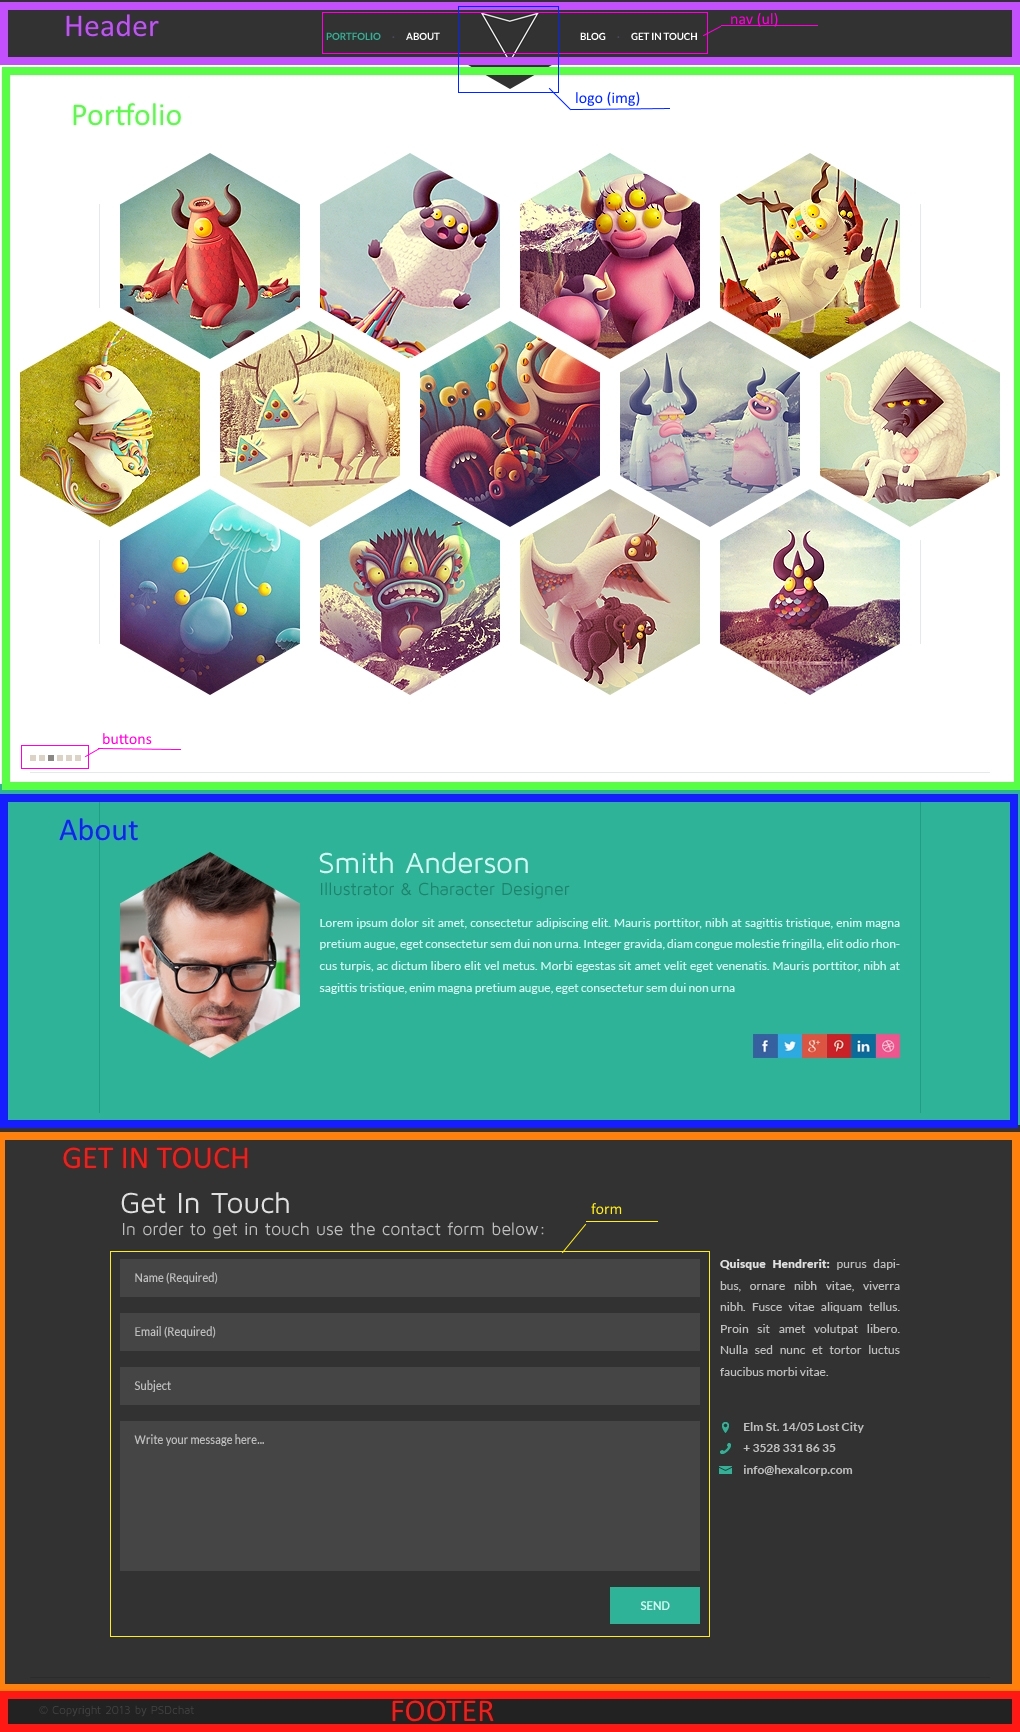 Header
nav (ul)
PORTFOLIO · ABOUT
BLOG · GET IN TOUCH
logo (img)
Portfolio
buttons
About
Smith Anderson
Illustrator & Character Designer
Lorem ipsum dolor sit amet, consectetur adipiscing elit. Mauris porttitor, nibh at sagittis tristique, enim magna
pretium augue, eget consectetur sem dui non urna. Integer gravida, diam congue molestie fringilla, elit odio rhon-
cus turpis, ac dictum libero elit vel metus. Morbi egestas sit amet velit eget venenatis. Mauris porttitor, nibh at
sagittis tristique, enim magna pretium augue, eget consectetur sem dui non urna
GET IN TOUCH
Get In Touch
In order to get in touch use the contact form below:
form
Name (Required)
Email (Required)
Subject
Write your message here...
SEND
Quisque Hendrerit: purus dapi-
bus, ornare nibh vitae, viverra
nibh. Fusce vitae aliquam tellus.
Proin sit amet volutpat libero.
Nulla sed nunc et tortor luctus
faucibus morbi vitae.
Elm St. 14/05 Lost City
+ 3528 331 86 35
info@hexalcorp.com
© Copyright 2013 by PSDchat
FOOTER